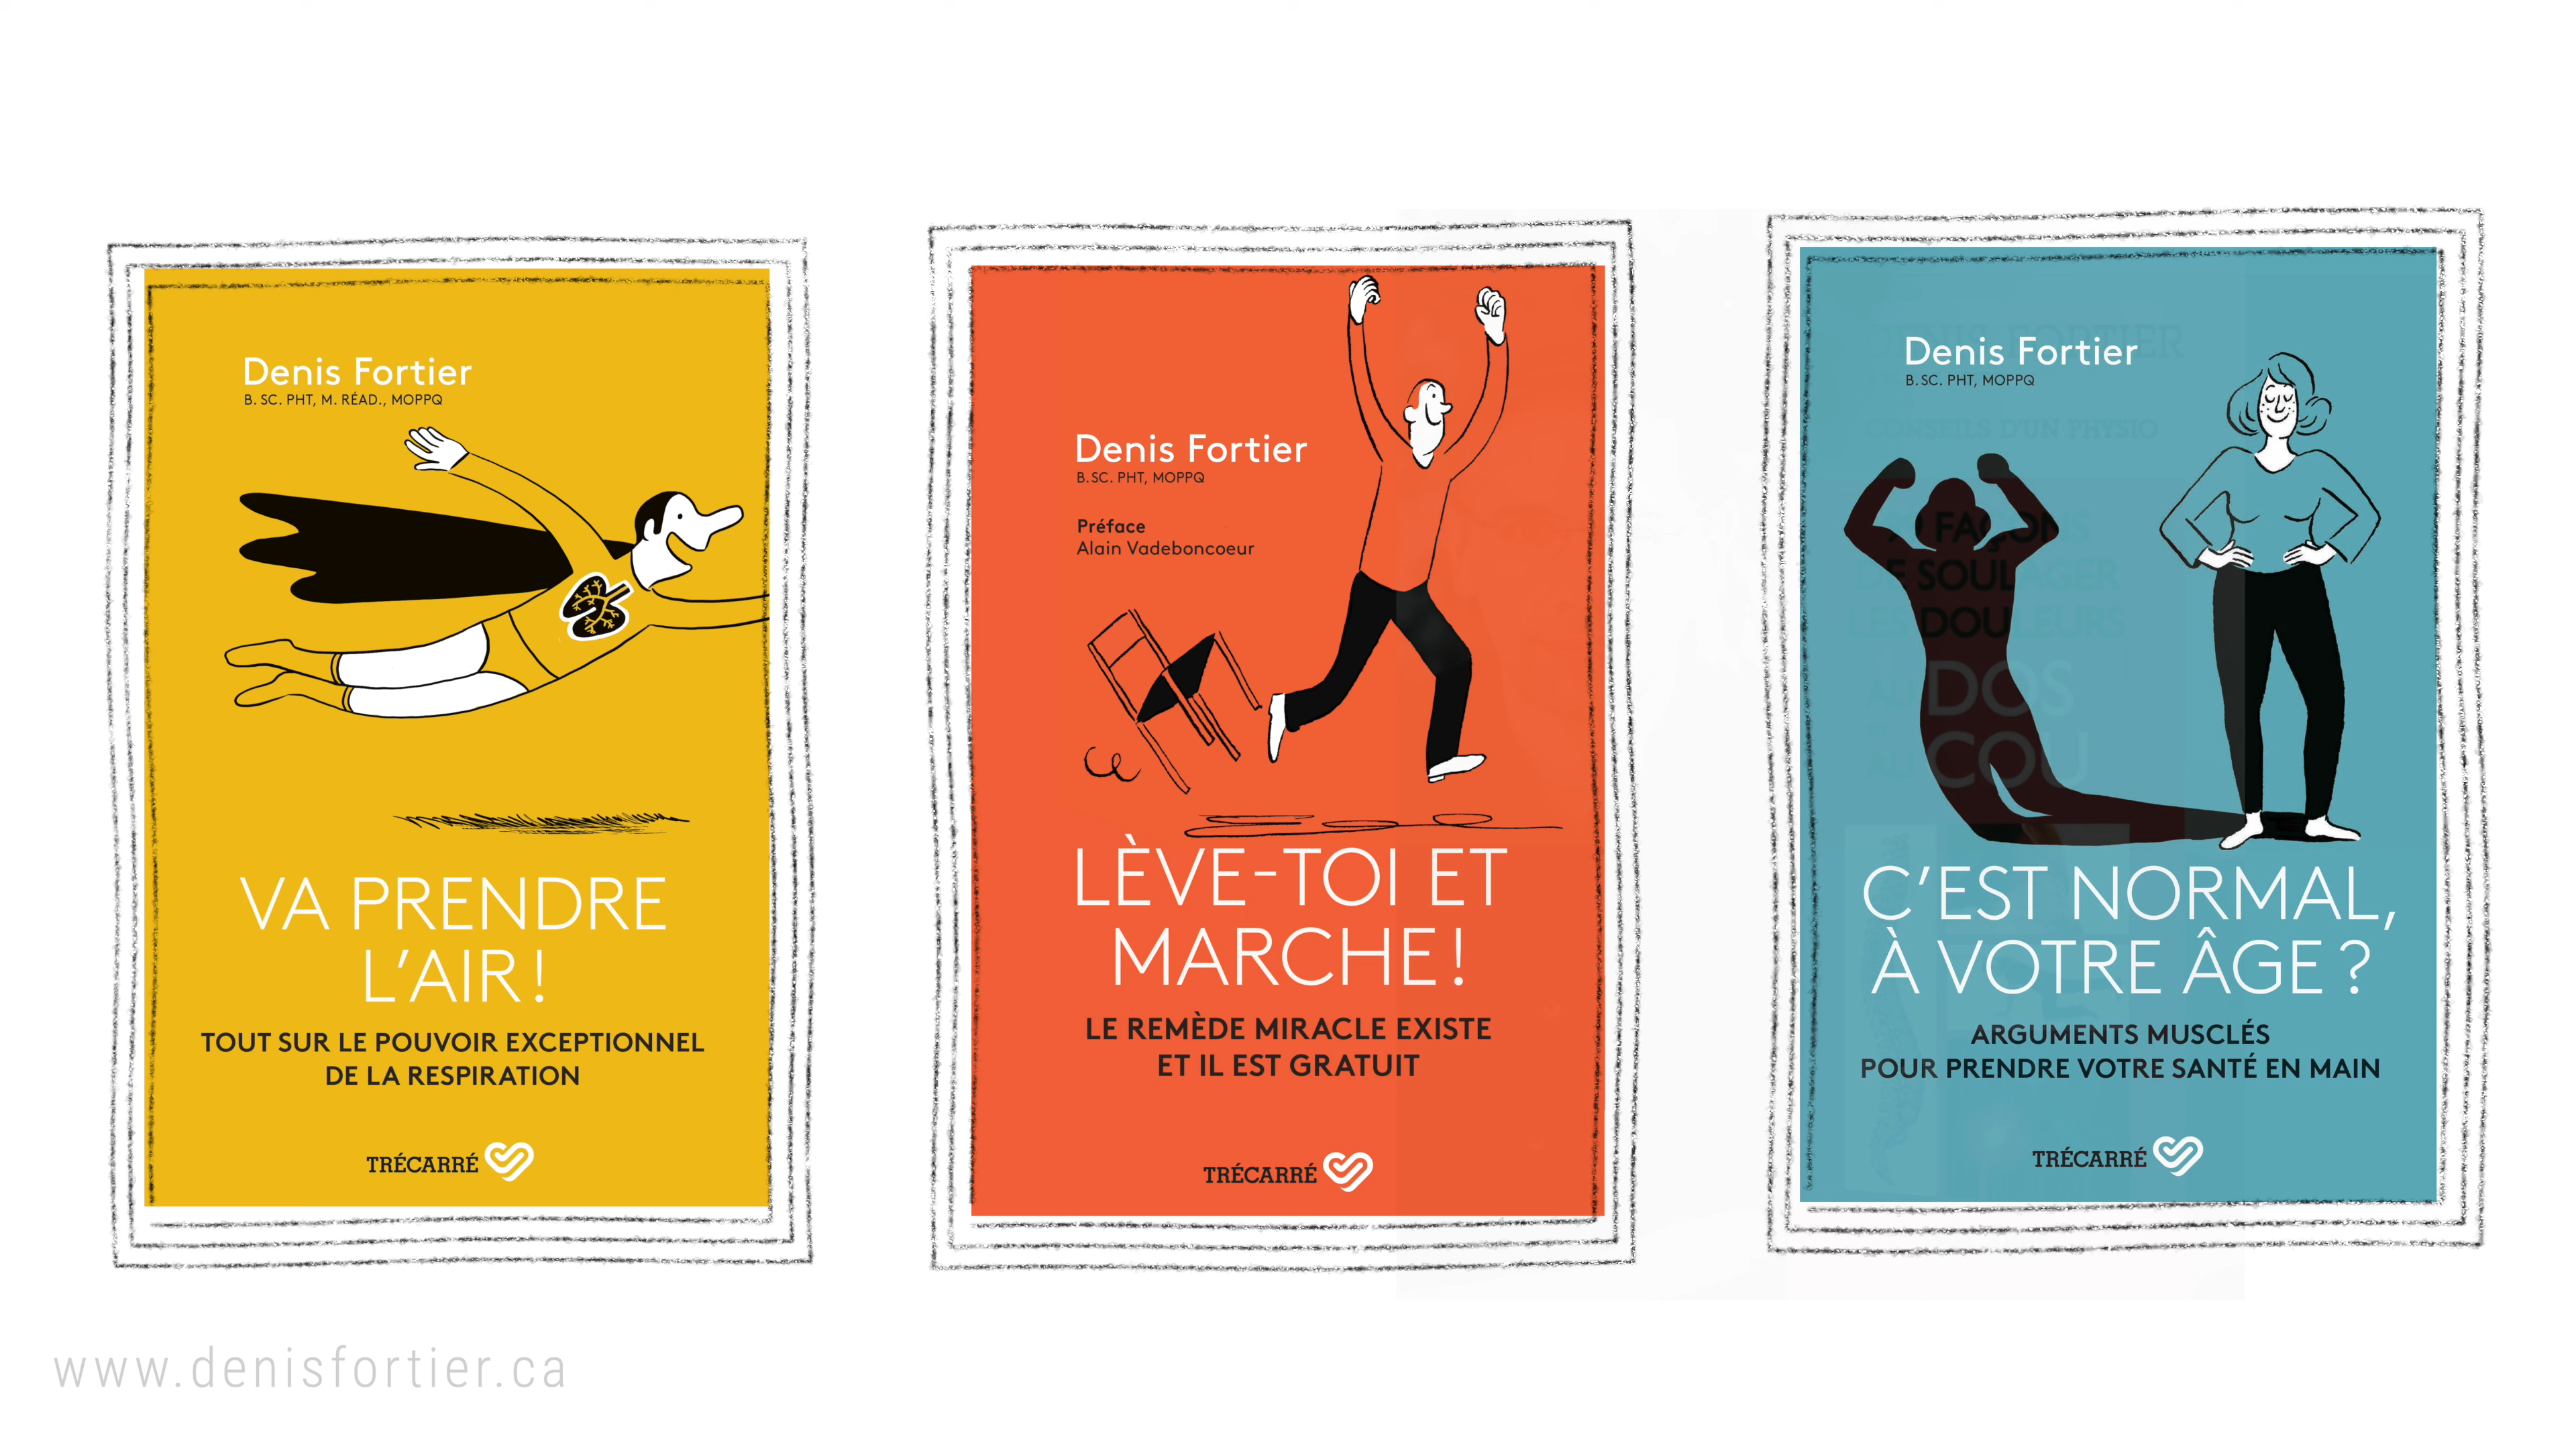 Denis Fortier
B. SC. PHT, M. RÉAD., MOPPQ
VA PRENDRE
L'AIR !
TOUT SUR LE POUVOIR EXCEPTIONNEL
DE LA RESPIRATION
TRÉCARRÉ
Denis Fortier
B. SC. PHT, MOPPQ
Préface
Alain Vadeboncoeur
LÈVE-TOI ET
MARCHE !
LE REMÈDE MIRACLE EXISTE
ET IL EST GRATUIT
TRÉCARRÉ
Denis Fortier
B. SC. PHT, MOPPQ
DOS
COU
C'EST NORMAL,
À VOTRE ÂGE ?
ARGUMENTS MUSCLÉS
POUR PRENDRE VOTRE SANTÉ EN MAIN
TRÉCARRÉ
www.denisfortier.ca